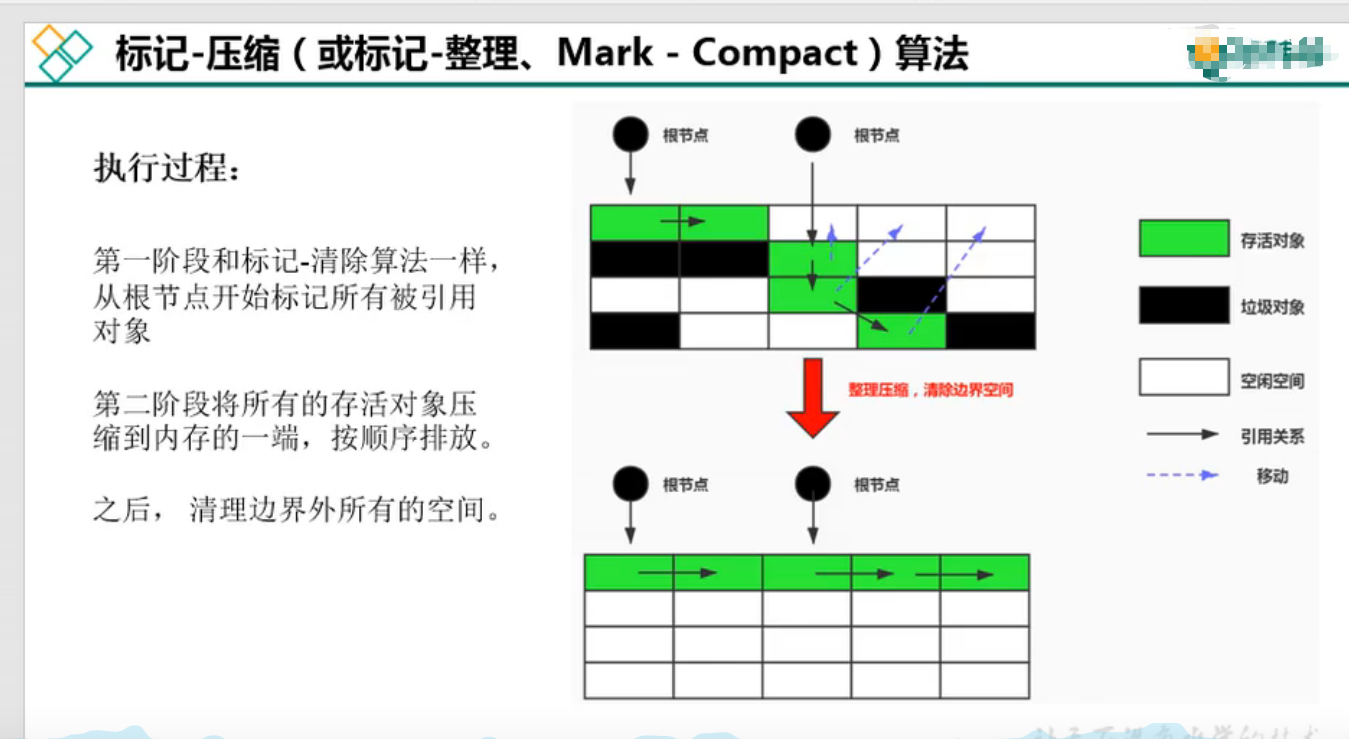 标记-压缩（或标记-整理、Mark - Compact）算法
执行过程：
第一阶段和标记-清除算法一样，
从根节点开始标记所有被引用
对象
第二阶段将所有的存活对象压
缩到内存的一端，按顺序排放。
之后， 清理边界外所有的空间。
根节点
根节点
存活对象
垃圾对象
空闲空间
引用关系
移动
整理压缩，清除边界空间
根节点
根节点